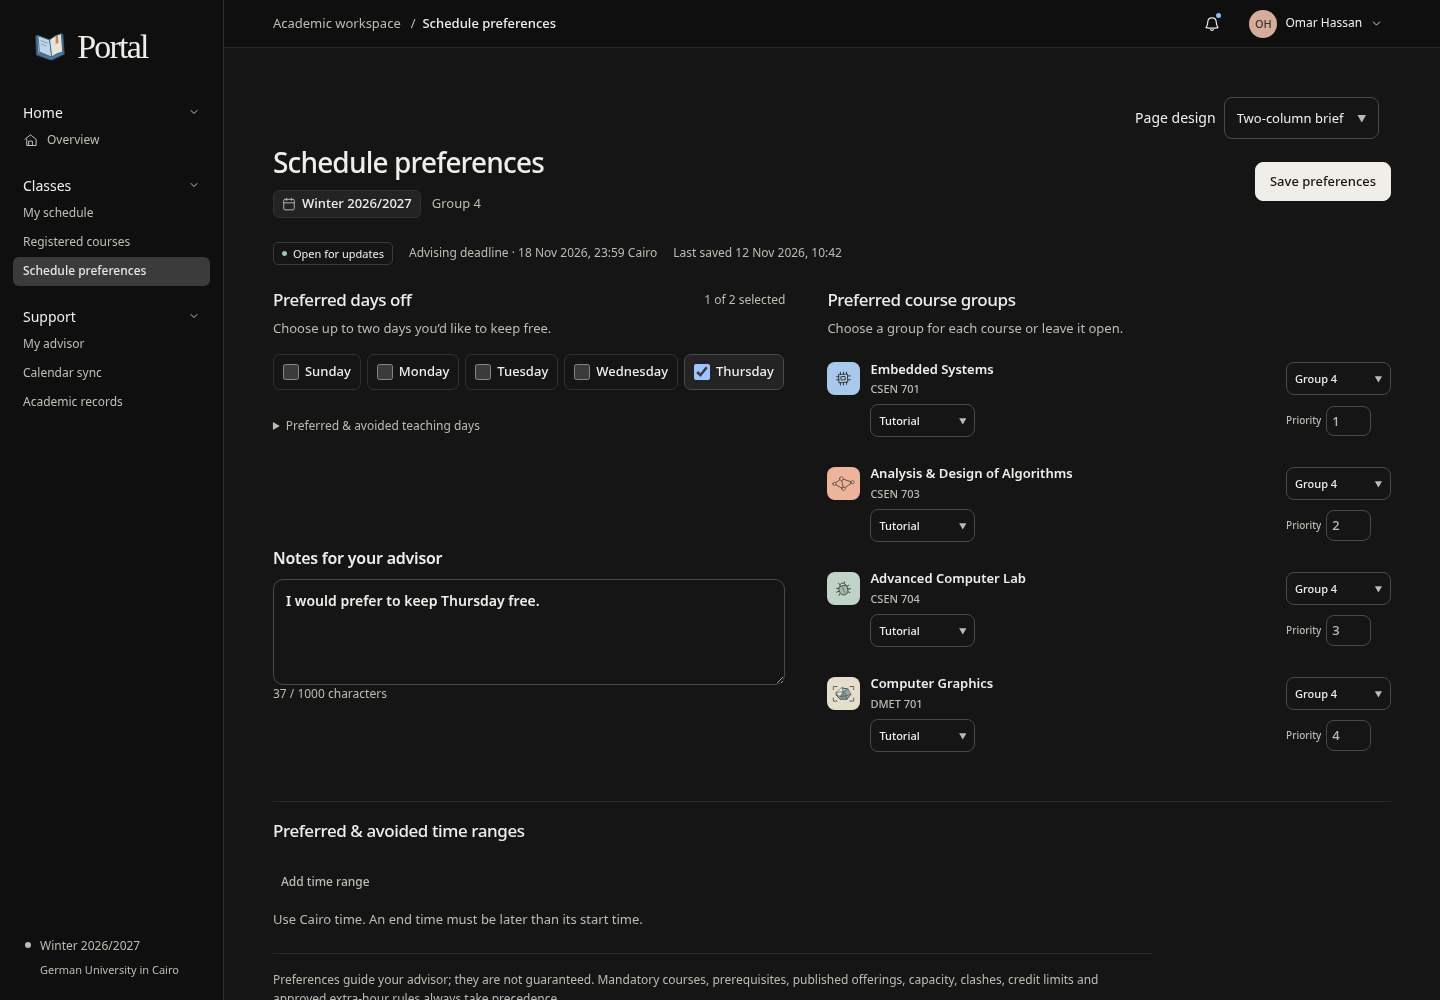 Portal
Home
Overview
Classes
My schedule
Registered courses
Schedule preferences
Support
My advisor
Calendar sync
Academic records
Winter 2026/2027
German University in Cairo
Academic workspace / Schedule preferences
OH Omar Hassan
Page design Two-column brief
Schedule preferences
Save preferences
Winter 2026/2027 Group 4
Open for updates Advising deadline · 18 Nov 2026, 23:59 Cairo Last saved 12 Nov 2026, 10:42
Preferred days off 1 of 2 selected
Choose up to two days you’d like to keep free.
Sunday Monday Tuesday Wednesday Thursday
Preferred & avoided teaching days
Notes for your advisor
I would prefer to keep Thursday free.
37 / 1000 characters
Preferred course groups
Choose a group for each course or leave it open.
Embedded Systems
CSEN 701
Group 4
Tutorial
Priority 1
Analysis & Design of Algorithms
CSEN 703
Group 4
Tutorial
Priority 2
Advanced Computer Lab
CSEN 704
Group 4
Tutorial
Priority 3
Computer Graphics
DMET 701
Group 4
Tutorial
Priority 4
Preferred & avoided time ranges
Add time range
Use Cairo time. An end time must be later than its start time.
Preferences guide your advisor; they are not guaranteed. Mandatory courses, prerequisites, published offerings, capacity, clashes, credit limits and
approved extra-hour rules always take precedence.